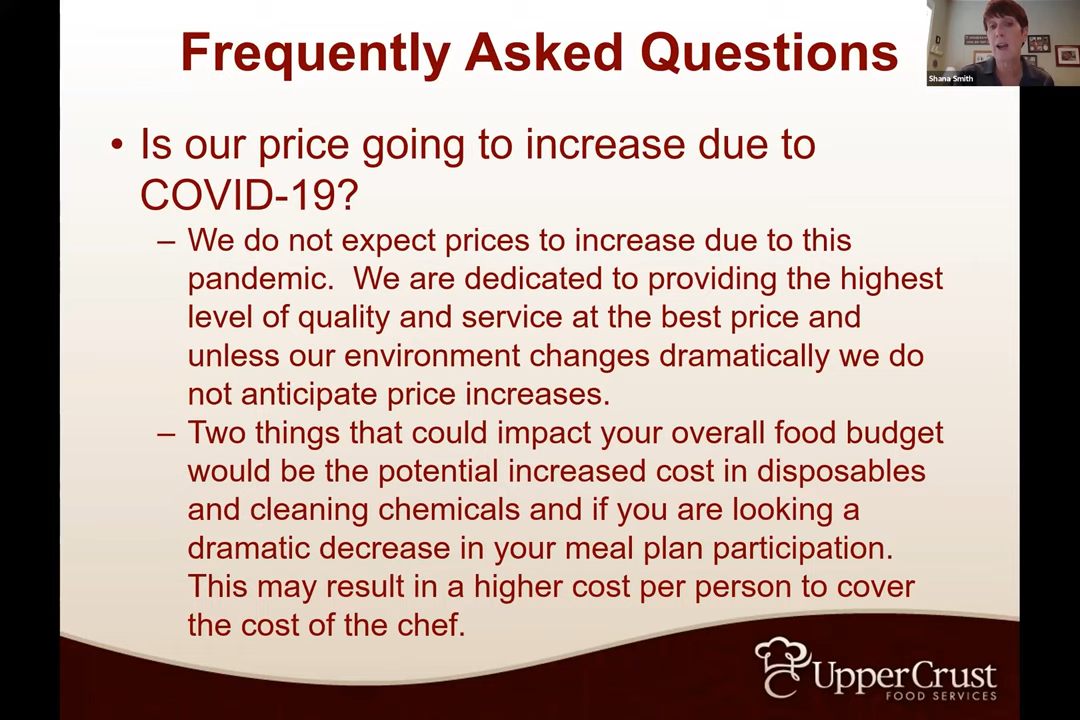 Frequently Asked Questions
Shana Smith
• Is our price going to increase due to
COVID-19?
– We do not expect prices to increase due to this
pandemic.  We are dedicated to providing the highest
level of quality and service at the best price and
unless our environment changes dramatically we do
not anticipate price increases.
– Two things that could impact your overall food budget
would be the potential increased cost in disposables
and cleaning chemicals and if you are looking a
dramatic decrease in your meal plan participation.
This may result in a higher cost per person to cover
the cost of the chef.
UpperCrust
FOOD SERVICES